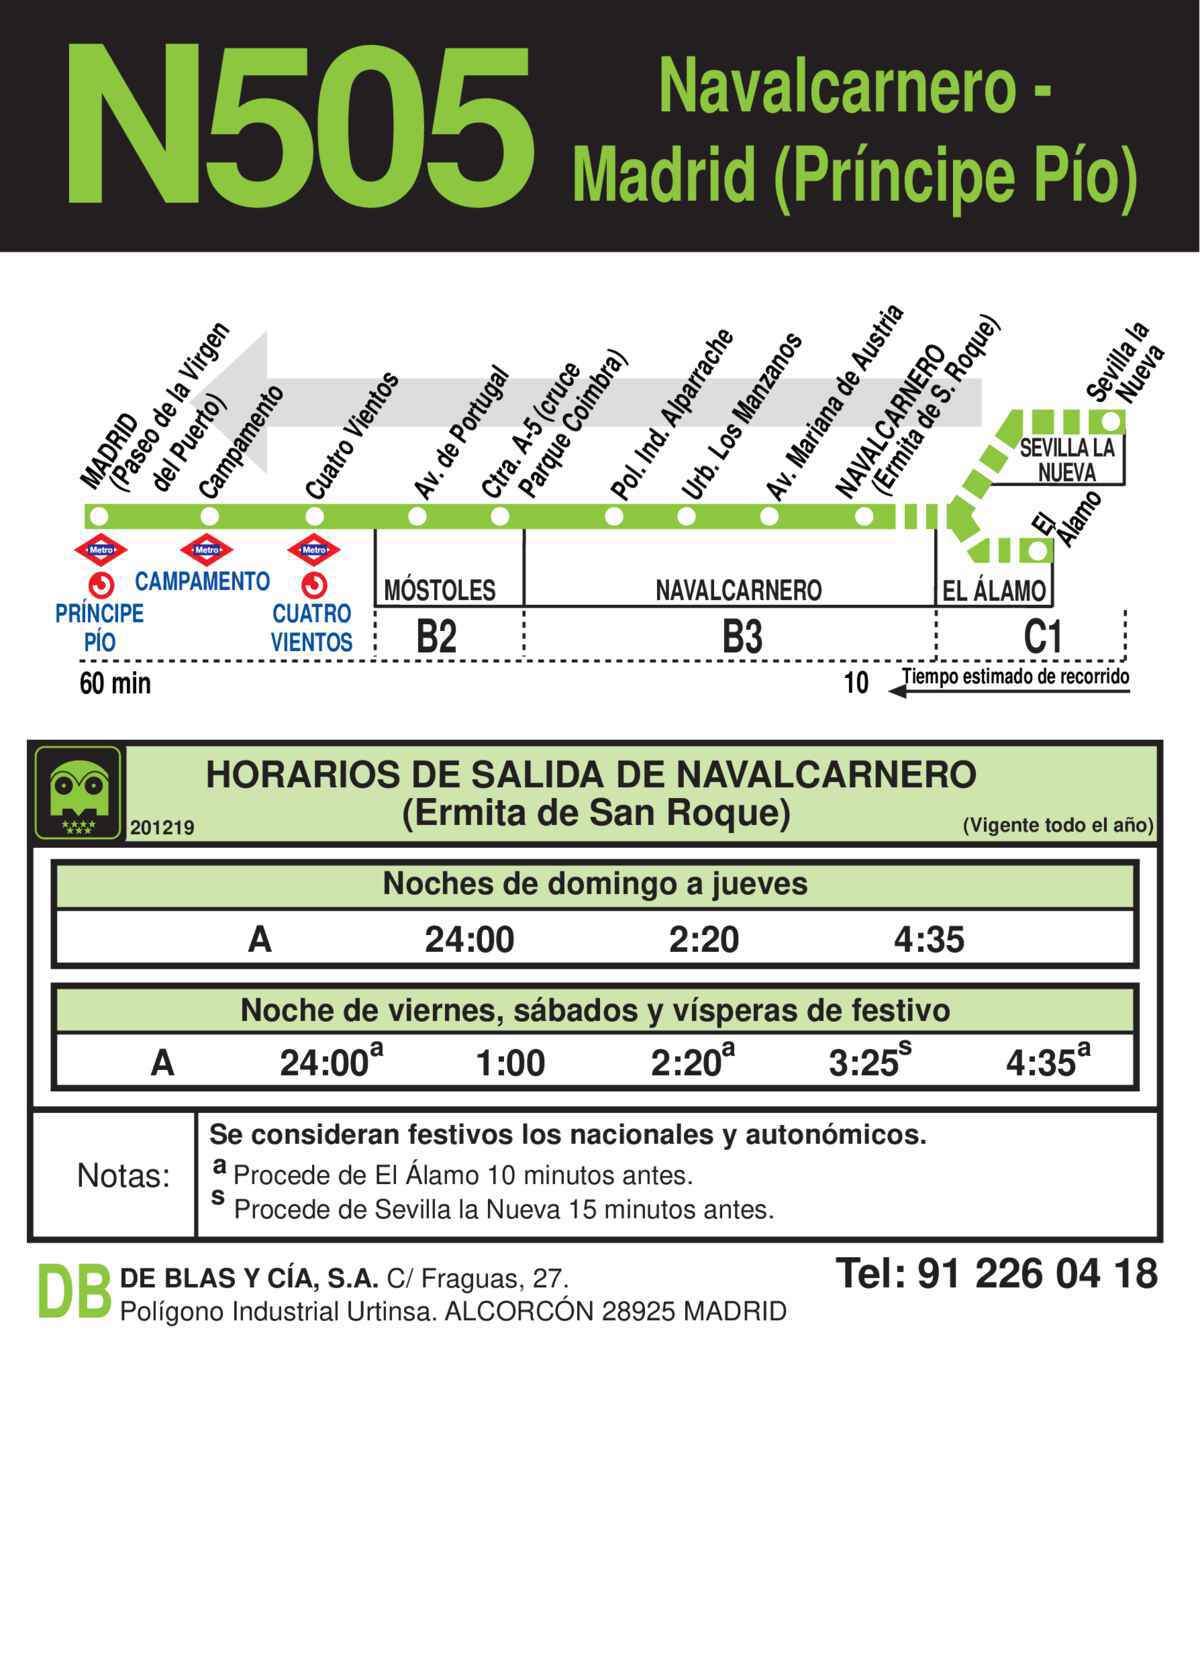 N505
Navalcarnero -
Madrid (Príncipe Pío)
MADRID
(Paseo de la Virgen
del Puerto)
Campamento
Cuatro Vientos
Av. de Portugal
Ctra. A-5 (cruce
Parque Coimbra)
Pol. Ind. Alparrache
Urb. Los Manzanos
Av. Mariana de Austria
NAVALCARNERO
(Ermita de S. Roque)
Sevilla la
Nueva
SEVILLA LA
NUEVA
El
Álamo
Metro
Metro
Metro
PRÍNCIPE
PÍO
CAMPAMENTO
CUATRO
VIENTOS
MÓSTOLES
NAVALCARNERO
EL ÁLAMO
B2
B3
C1
60 min
10
Tiempo estimado de recorrido
HORARIOS DE SALIDA DE NAVALCARNERO
(Ermita de San Roque)
201219
(Vigente todo el año)
Noches de domingo a jueves
A 24:00 2:20 4:35
Noche de viernes, sábados y vísperas de festivo
A 24:00a 1:00 2:20a 3:25s 4:35a
Notas:
Se consideran festivos los nacionales y autonómicos.
a Procede de El Álamo 10 minutos antes.
s Procede de Sevilla la Nueva 15 minutos antes.
DB
DE BLAS Y CÍA, S.A. C/ Fraguas, 27.
Polígono Industrial Urtinsa. ALCORCÓN 28925 MADRID
Tel: 91 226 04 18